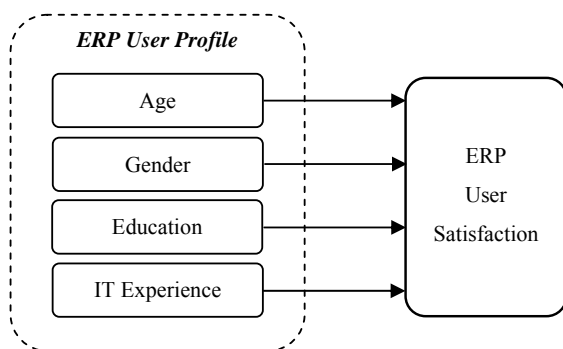 ERP User Profile
Age
Gender
Education
IT Experience
ERP
User
Satisfaction